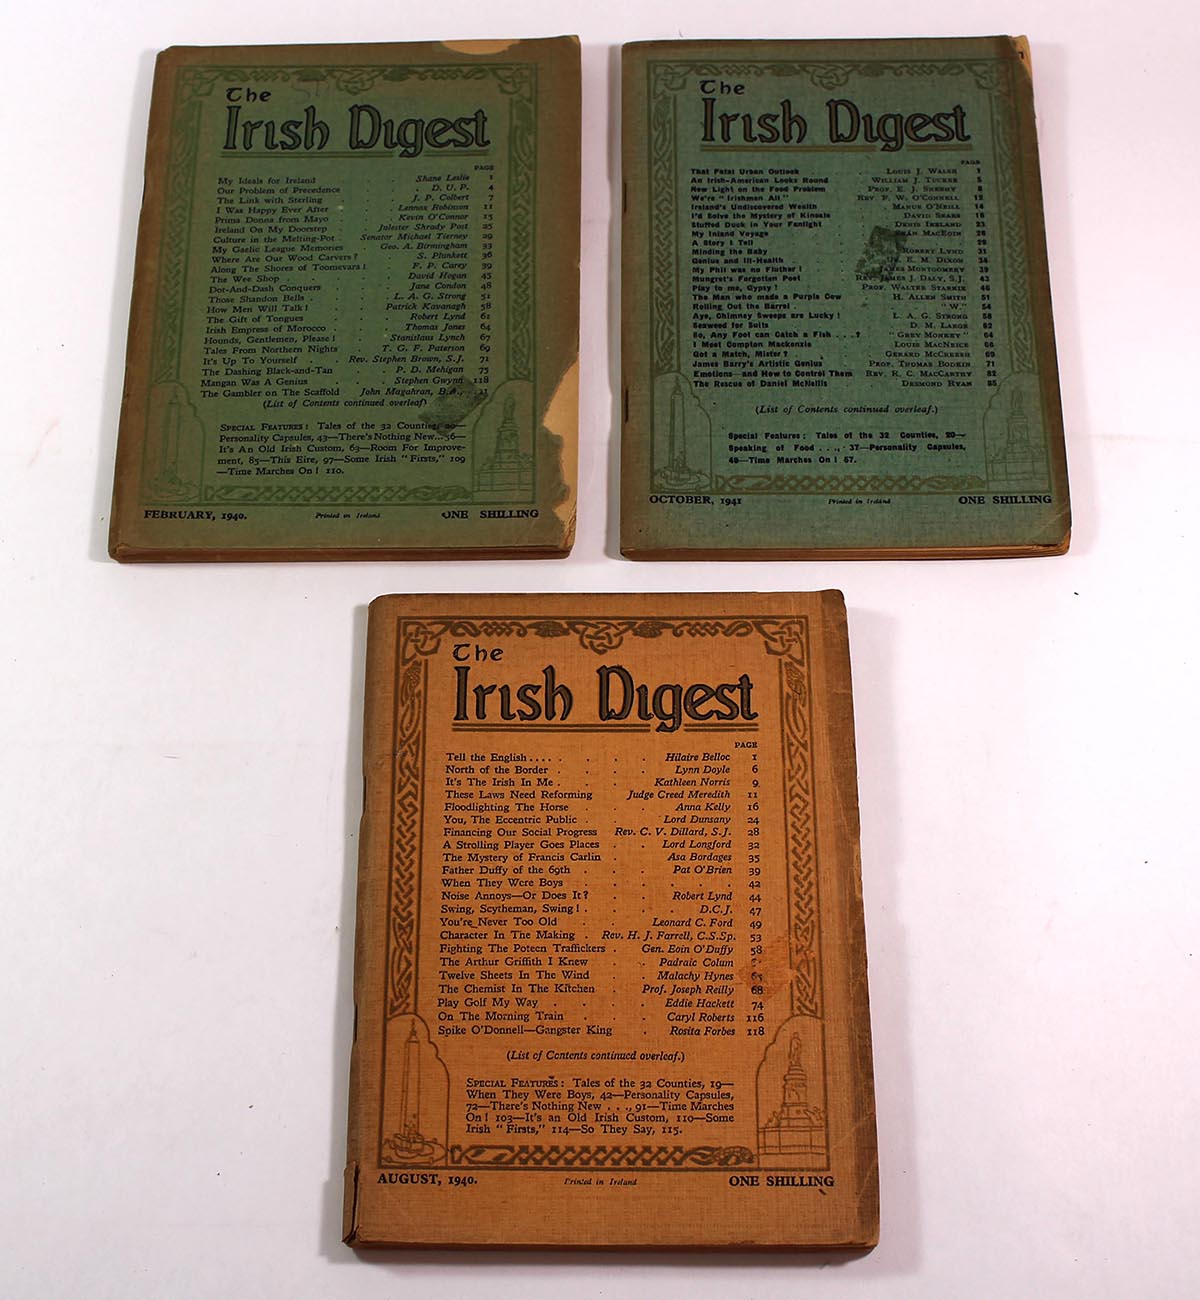 The
Irish Digest
PAGE
My Ideals for Ireland . . Shane Leslie 1
Our Problem of Precedence . . D. U. P. 4
The Link with Sterling . . J. P. Colbert 7
I Was Happy Ever After . . Lennox Robinson 11
Prima Donna from Mayo . . Kevin O'Connor 15
Ireland On My Doorstep . Julester Shrady Post 25
Culture in the Melting-Pot . Senator Michael Tierney 29
My Gaelic League Memories . Geo. A. Birmingham 33
Where Are Our Wood Carvers? . S. Plunkett 36
Along The Shores of Toomevara! . F. P. Carey 39
The Wee Shop . . . David Hogan 45
Dot-And-Dash Conquers . . Jane Condon 48
Those Shandon Bells . . L. A. G. Strong 51
How Men Will Talk! . . Patrick Kavanagh 58
The Gift of Tongues . . Robert Lynd 62
Irish Empress of Morocco . . Thomas Jones 64
Hounds, Gentlemen, Please! . Stanislaus Lynch 67
Tales From Northern Nights . T. G. F. Paterson 69
It's Up To Yourself . . Rev. Stephen Brown, S.J. 71
The Dashing Black-and-Tan . . P. D. Mehigan 75
Mangan Was A Genius . . . Stephen Gwynn 118
The Gambler on The Scaffold John Magahran, B.A.,
(List of Contents continued overleaf)
SPECIAL FEATURES: Tales of the 32 Counties, 20—
Personality Capsules, 43—There's Nothing New...56—
It's An Old Irish Custom, 63—Room For Improve-
ment, 85—This Eire, 97—Some Irish "Firsts," 109
—Time Marches On! 110.
FEBRUARY, 1940. Printed in Ireland ONE SHILLING
The
Irish Digest
PAGE
That Fatal Urban Outlook . LOUIS J. WALSH 1
An Irish-American Looks Round WILLIAM J. TUCKER 5
New Light on the Food Problem PROF. E. J. SHEEHY 8
We're "Irishmen All" . REV. F. W. O'CONNELL 12
Ireland's Undiscovered Wealth . MANUS O'NEILL 14
I'd Solve the Mystery of Kinsale . DAVID SEARS 16
Stuffed Duck in Your Fanlight . DENIS IRELAND 23
My Inland Voyage . . SEAN MACEOIN 26
A Story I Tell . . . 29
Minding the Baby . . ROBERT LYND 31
Genius and Ill-Health . . DR. E. M. DIXON 34
My Phil was no Fluther! . JAMES MONTGOMERY 39
Mungret's Forgotten Poet . REV. JAMES J. DALY, S.J. 43
Play to me, Gypsy! . PROF. WALTER STARKIE 46
The Man who made a Purple Cow H. ALLEN SMITH 51
Rolling Out the Barrel . . "W." 54
Aye, Chimney Sweeps are Lucky! . L. A. G. STRONG 58
Seaweed for Suits . . D. M. LARGE 62
So, Any Fool can Catch a Fish . . .? "GREY MONKEY" 64
I Meet Compton Mackenzie . LOUIS MACNEICE 66
Got a Match, Mister? . . GERARD MCCREESH 69
James Barry's Artistic Genius . PROF. THOMAS BODKIN 71
Emotions—and How to Control Them REV. R. C. MACCARTHY 82
The Rescue of Daniel McNellis . DESMOND RYAN 85
(List of Contents continued overleaf.)
Special Features: Tales of the 32 Counties, 20—
Speaking of Food . . ., 37—Personality Capsules,
49—Time Marches On! 57.
OCTOBER, 1941 Printed in Ireland ONE SHILLING
The
Irish Digest
PAGE
Tell the English.... . . . . Hilaire Belloc 1
North of the Border . . . . Lynn Doyle 6
It's The Irish In Me . . . Kathleen Norris 9
These Laws Need Reforming Judge Creed Meredith 11
Floodlighting The Horse . . . Anna Kelly 16
You, The Eccentric Public . . . Lord Dunsany 24
Financing Our Social Progress Rev. C. V. Dillard, S.J. 28
A Strolling Player Goes Places . . Lord Longford 32
The Mystery of Francis Carlin . Asa Bordages 35
Father Duffy of the 69th . . . Pat O'Brien 39
When They Were Boys . . . . . 42
Noise Annoys—Or Does It? . . Robert Lynd 44
Swing, Scytheman, Swing! . . . . D.C.J. 47
You're Never Too Old . . Leonard C. Ford 49
Character In The Making . Rev. H. J. Farrell, C.S.Sp. 53
Fighting The Poteen Traffickers . Gen. Eoin O'Duffy 58
The Arthur Griffith I Knew . . Padraic Colum
Twelve Sheets In The Wind . . Malachy Hynes 65
The Chemist In The Kitchen . Prof. Joseph Reilly 68
Play Golf My Way . . . . Eddie Hackett 74
On The Morning Train . . . Caryl Roberts 116
Spike O'Donnell—Gangster King . Rosita Forbes 118
(List of Contents continued overleaf.)
SPECIAL FEATURES: Tales of the 32 Counties, 19—
When They Were Boys, 42—Personality Capsules,
72—There's Nothing New . . ., 91—Time Marches
On! 103—It's an Old Irish Custom, 110—Some
Irish "Firsts," 114—So They Say, 115.
AUGUST, 1940. Printed in Ireland ONE SHILLING